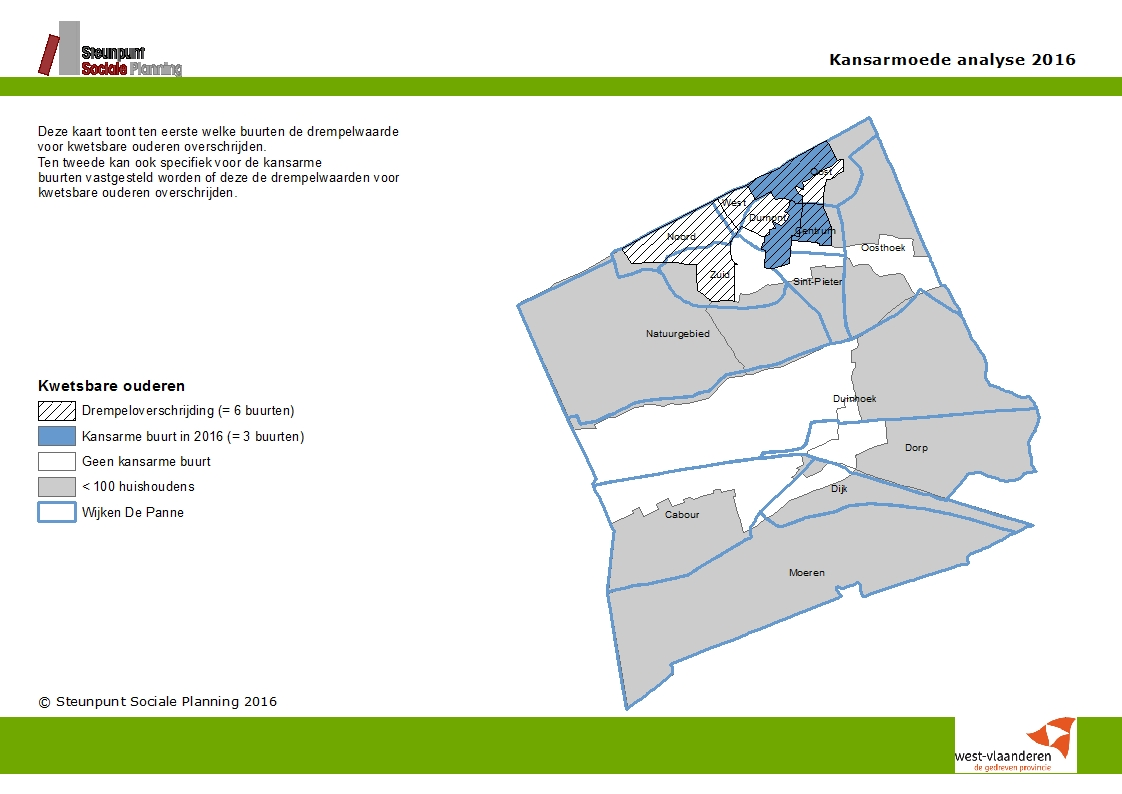 Steunpunt
Sociale Planning
Kansarmoede analyse 2016
Deze kaart toont ten eerste welke buurten de drempelwaarde
voor kwetsbare ouderen overschrijden.
Ten tweede kan ook specifiek voor de kansarme
buurten vastgesteld worden of deze de drempelwaarden voor
kwetsbare ouderen overschrijden.
Oost
West
Dumont
Centrum
Noord
Oosthoek
Zuid
Sint-Pieter
Natuurgebied
Kwetsbare ouderen
Drempeloverschrijding (= 6 buurten)
Kansarme buurt in 2016 (= 3 buurten)
Geen kansarme buurt
< 100 huishoudens
Wijken De Panne
Duinhoek
Dorp
Dijk
Cabour
Moeren
© Steunpunt Sociale Planning 2016
west-vlaanderen
de gedreven provincie